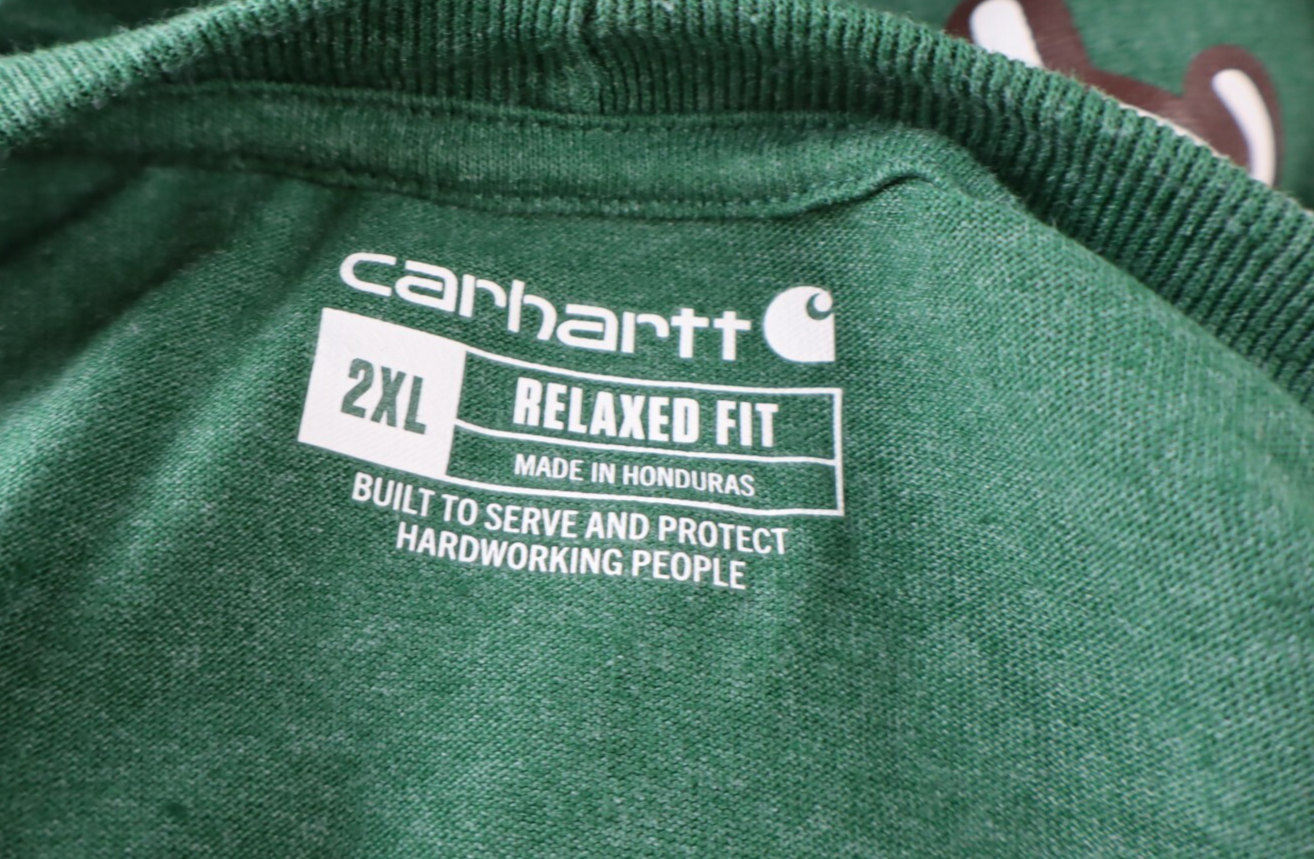 carhartt
2XL
RELAXED FIT
MADE IN HONDURAS
BUILT TO SERVE AND PROTECT
HARDWORKING PEOPLE